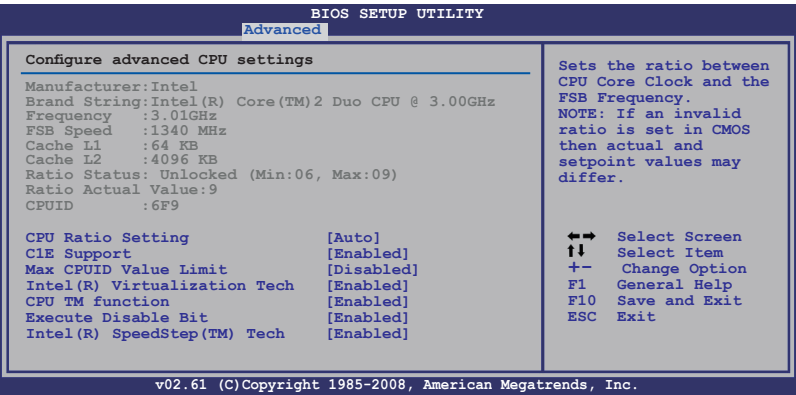 BIOS SETUP UTILITY
Advanced
Configure advanced CPU settings
Manufacturer:Intel
Brand String:Intel(R) Core(TM)2 Duo CPU @ 3.00GHz
Frequency :3.01GHz
FSB Speed :1340 MHz
Cache L1 :64 KB
Cache L2 :4096 KB
Ratio Status: Unlocked (Min:06, Max:09)
Ratio Actual Value:9
CPUID :6F9
CPU Ratio Setting [Auto]
C1E Support [Enabled]
Max CPUID Value Limit [Disabled]
Intel(R) Virtualization Tech [Enabled]
CPU TM function [Enabled]
Execute Disable Bit [Enabled]
Intel(R) SpeedStep(TM) Tech [Enabled]
Sets the ratio between
CPU Core Clock and the
FSB Frequency.
NOTE: If an invalid
ratio is set in CMOS
then actual and
setpoint values may
differ.
←→ Select Screen
↑↓ Select Item
+- Change Option
F1 General Help
F10 Save and Exit
ESC Exit
v02.61 (C)Copyright 1985-2008, American Megatrends, Inc.